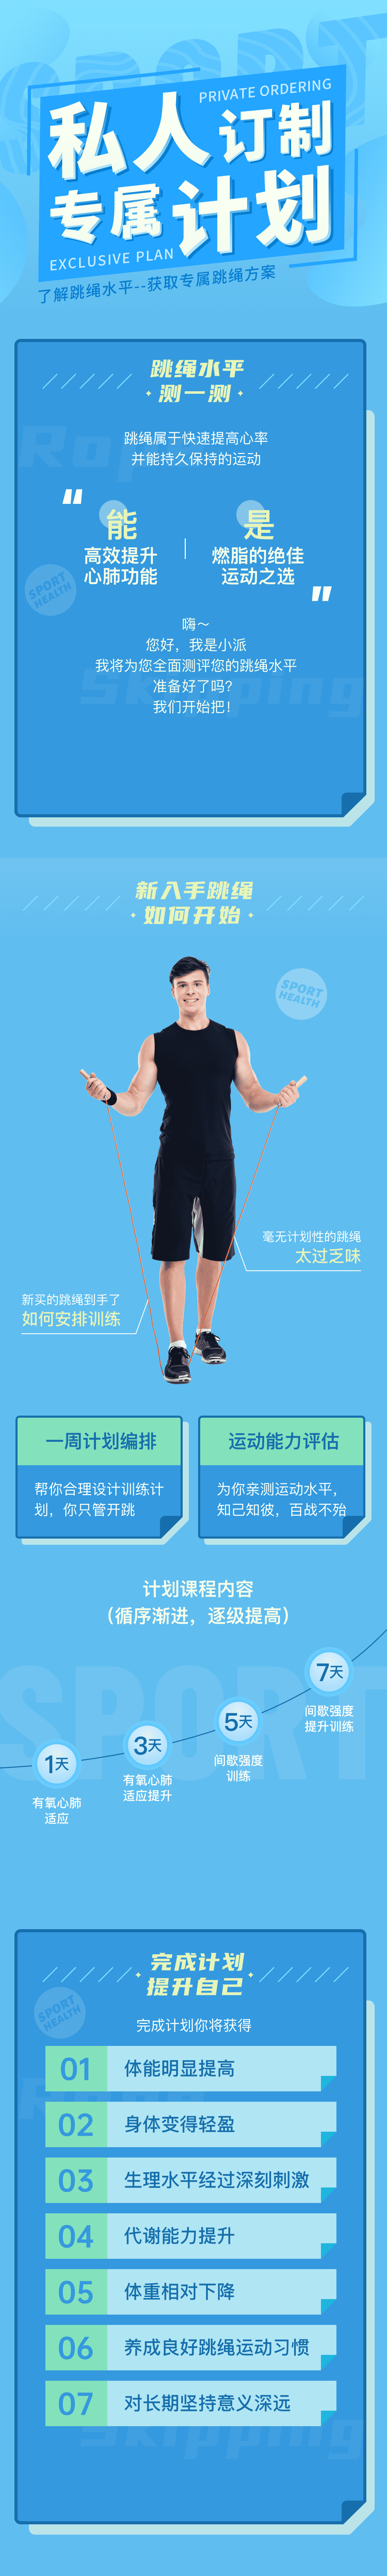 SPORT
PRIVATE ORDERING
私人订制
专属计划
EXCLUSIVE PLAN
了解跳绳水平--获取专属跳绳方案
跳绳水平
测一测
跳绳属于快速提高心率
并能持久保持的运动
能
高效提升
心肺功能
是
燃脂的绝佳
运动之选
SPORT
HEALTH
嗨～
您好，我是小派
我将为您全面测评您的跳绳水平
准备好了吗？
我们开始把！
Skipping
新入手跳绳
如何开始
SPORT
HEALTH
毫无计划性的跳绳
太过乏味
新买的跳绳到手了
如何安排训练
一周计划编排
帮你合理设计训练计
划，你只管开跳
运动能力评估
为你亲测运动水平，
知己知彼，百战不殆
计划课程内容
（循序渐进，逐级提高）
SPORT
1天
有氧心肺
适应
3天
有氧心肺
适应提升
5天
间歇强度
训练
7天
间歇强度
提升训练
完成计划
提升自己
SPORT
HEALTH
完成计划你将获得
01 体能明显提高
02 身体变得轻盈
03 生理水平经过深刻刺激
04 代谢能力提升
05 体重相对下降
06 养成良好跳绳运动习惯
07 对长期坚持意义深远
Skipping